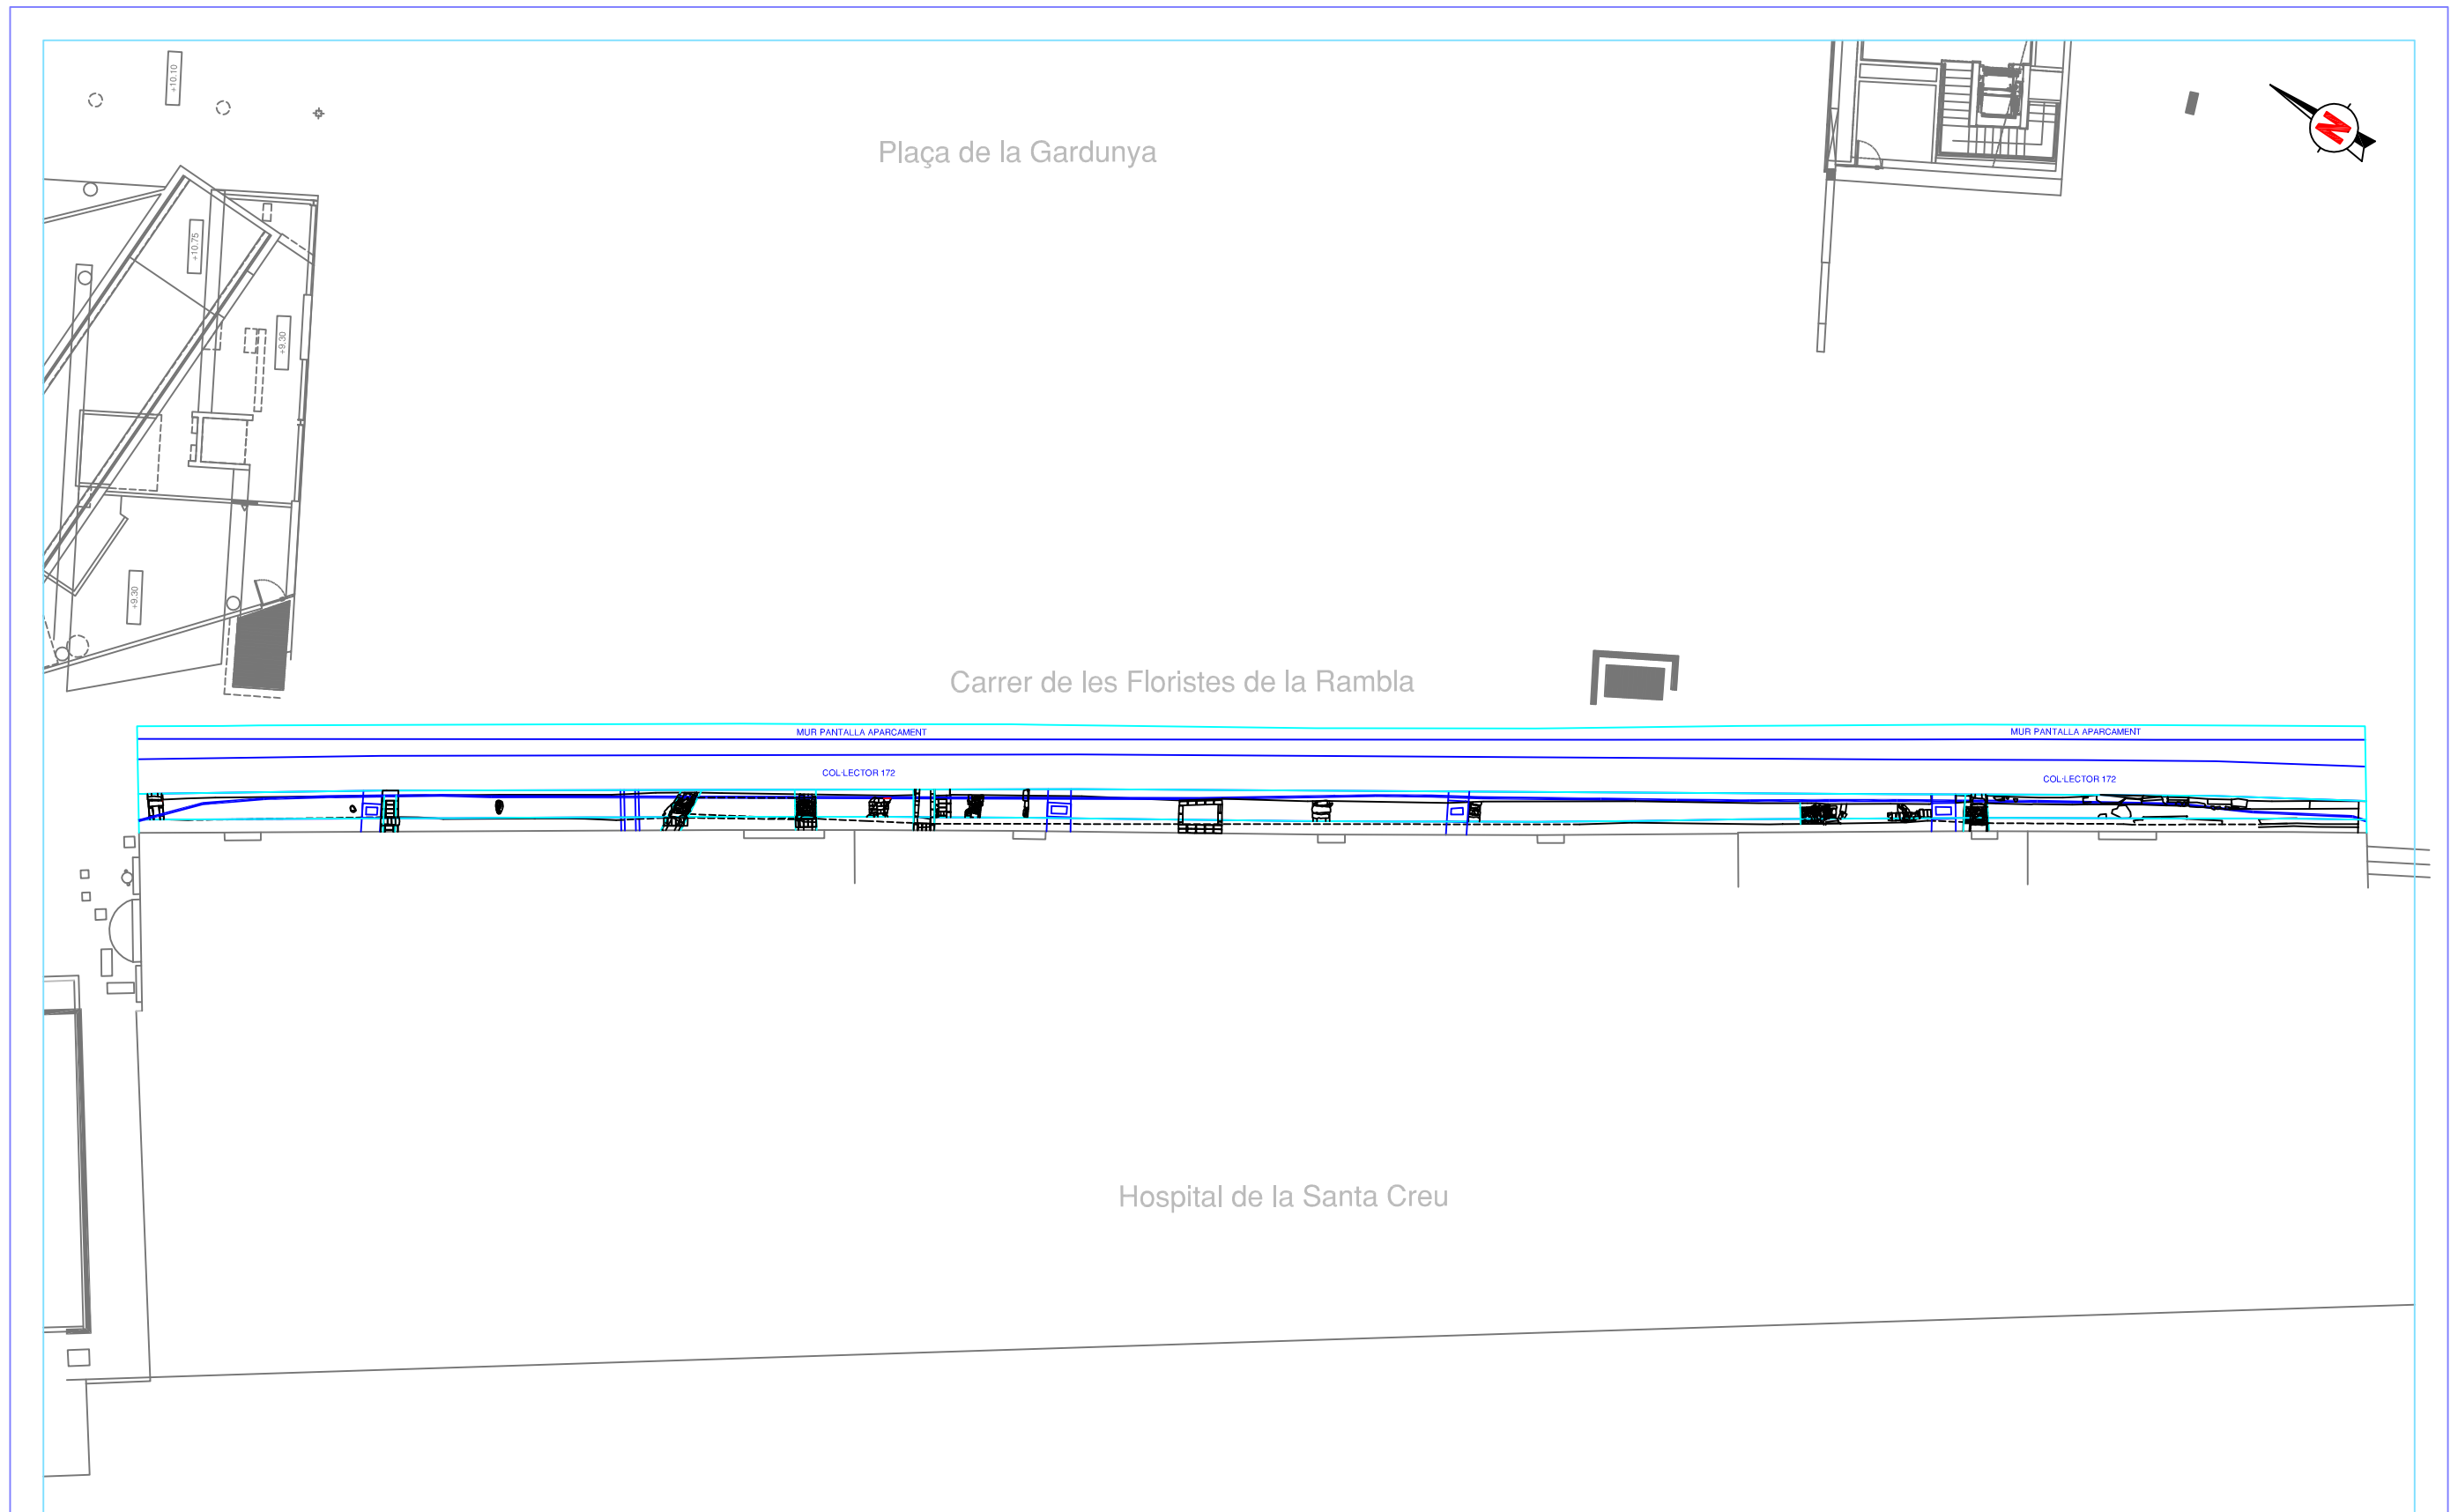 +10.10
Plaça de la Gardunya
N
+10.75
+9.30
+9.30
Carrer de les Floristes de la Rambla
MUR PANTALLA APARCAMENT
MUR PANTALLA APARCAMENT
COL·LECTOR 172
COL·LECTOR 172
Hospital de la Santa Creu